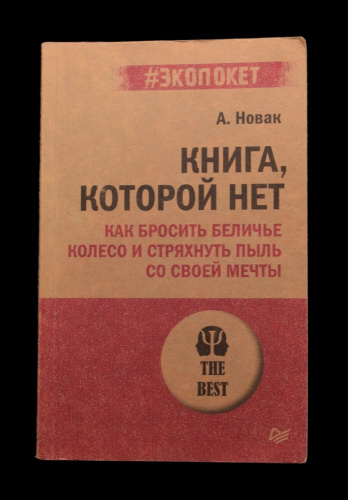 #ЭКОПОКЕТ
А. Новак
КНИГА,
КОТОРОЙ НЕТ
КАК БРОСИТЬ БЕЛИЧЬЕ
КОЛЕСО И СТРЯХНУТЬ ПЫЛЬ
СО СВОЕЙ МЕЧТЫ
THE
BEST